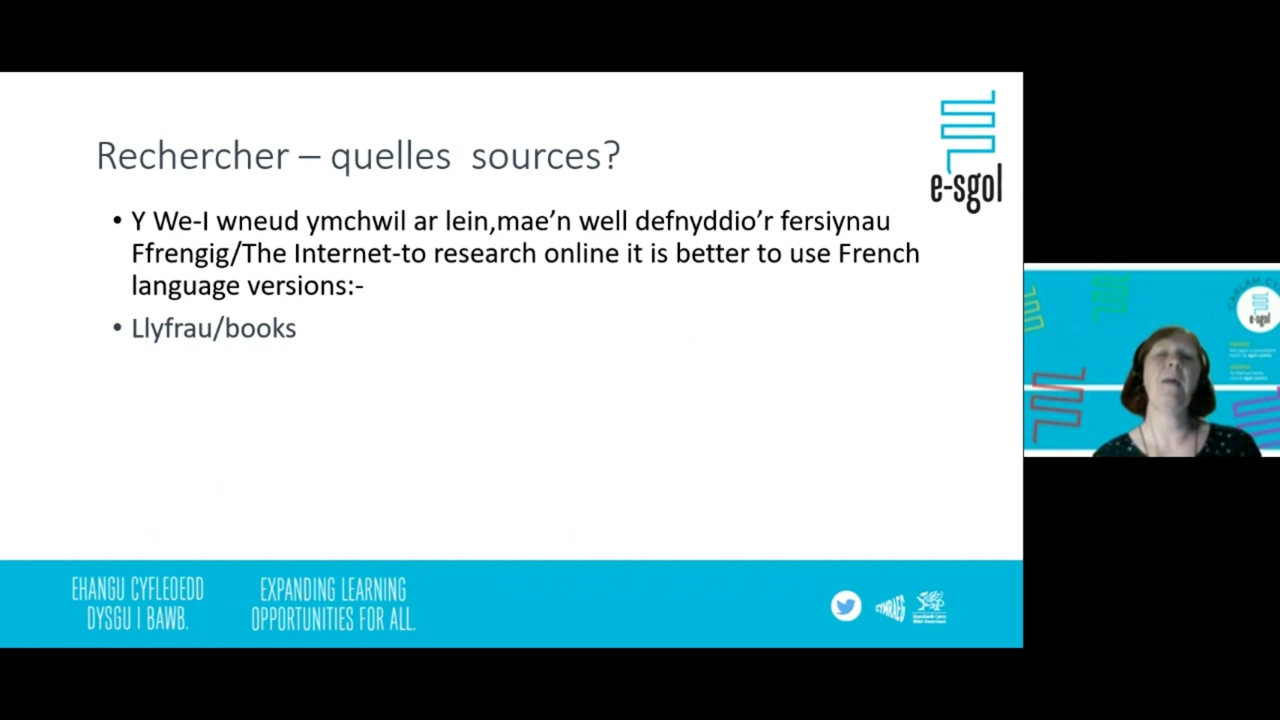 Rechercher – quelles sources?
• Y We-I wneud ymchwil ar lein,mae'n well defnyddio'r fersiynau
Ffrengig/The Internet-to research online it is better to use French
language versions:-
• Llyfrau/books
e-sgol
e-sgol
EHANGU CYFLEOEDD
DYSGU I BAWB.
EXPANDING LEARNING
OPPORTUNITIES FOR ALL.
CYMRAEG